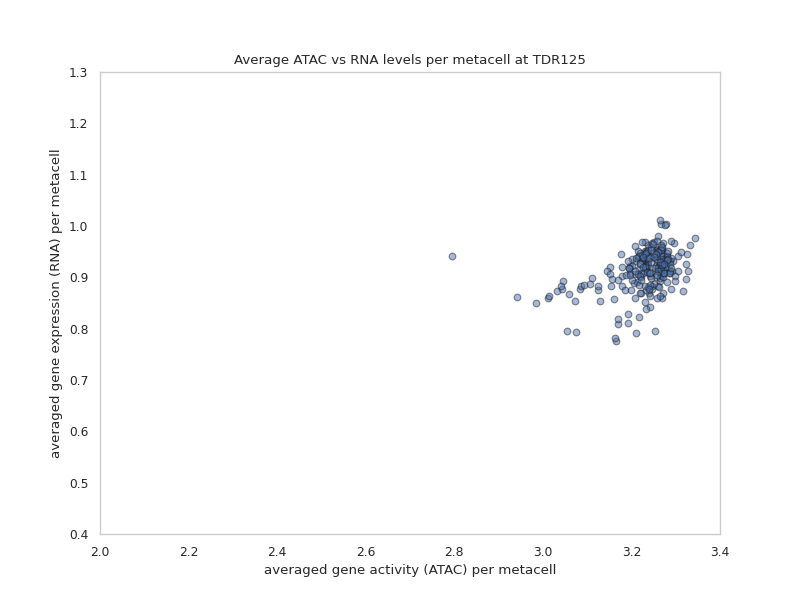 Average ATAC vs RNA levels per metacell at TDR125
averaged gene expression (RNA) per metacell
1.3
1.2
1.1
1.0
0.9
0.8
0.7
0.6
0.5
0.4
2.0 2.2 2.4 2.6 2.8 3.0 3.2 3.4
averaged gene activity (ATAC) per metacell